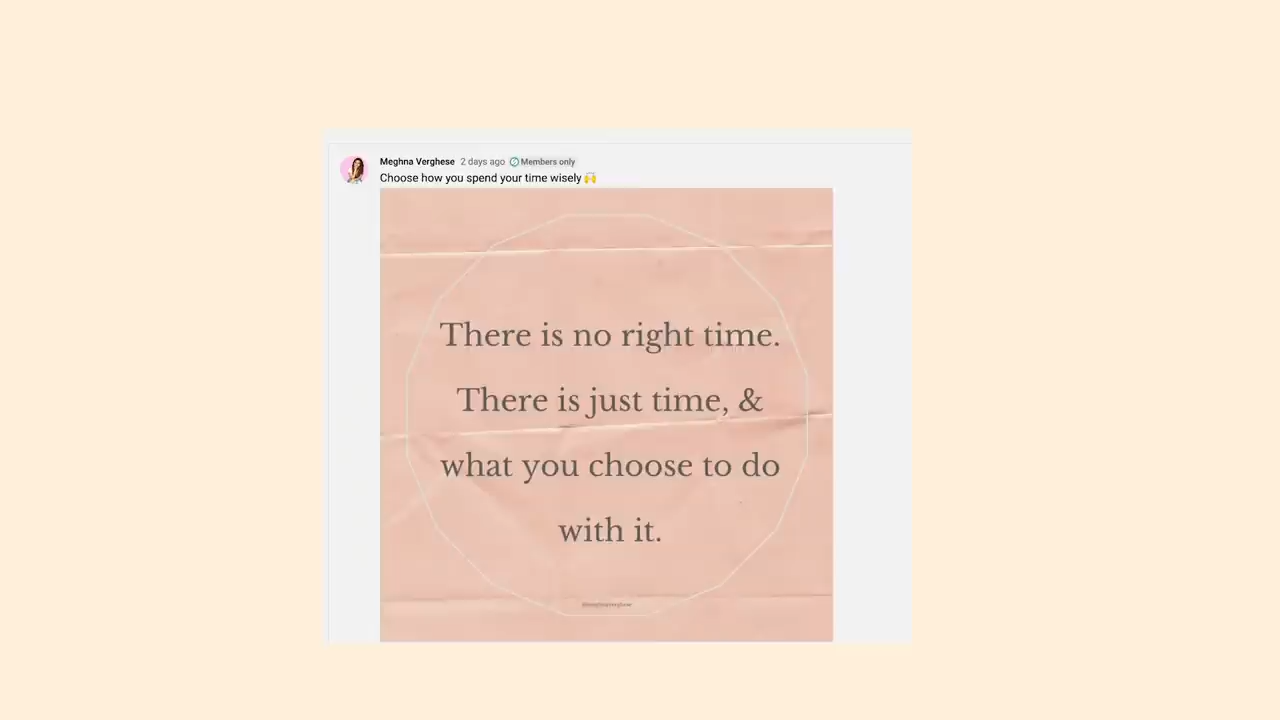 Meghna Verghese 2 days ago Members only
Choose how you spend your time wisely 🙌
There is no right time.
There is just time, &
what you choose to do
with it.